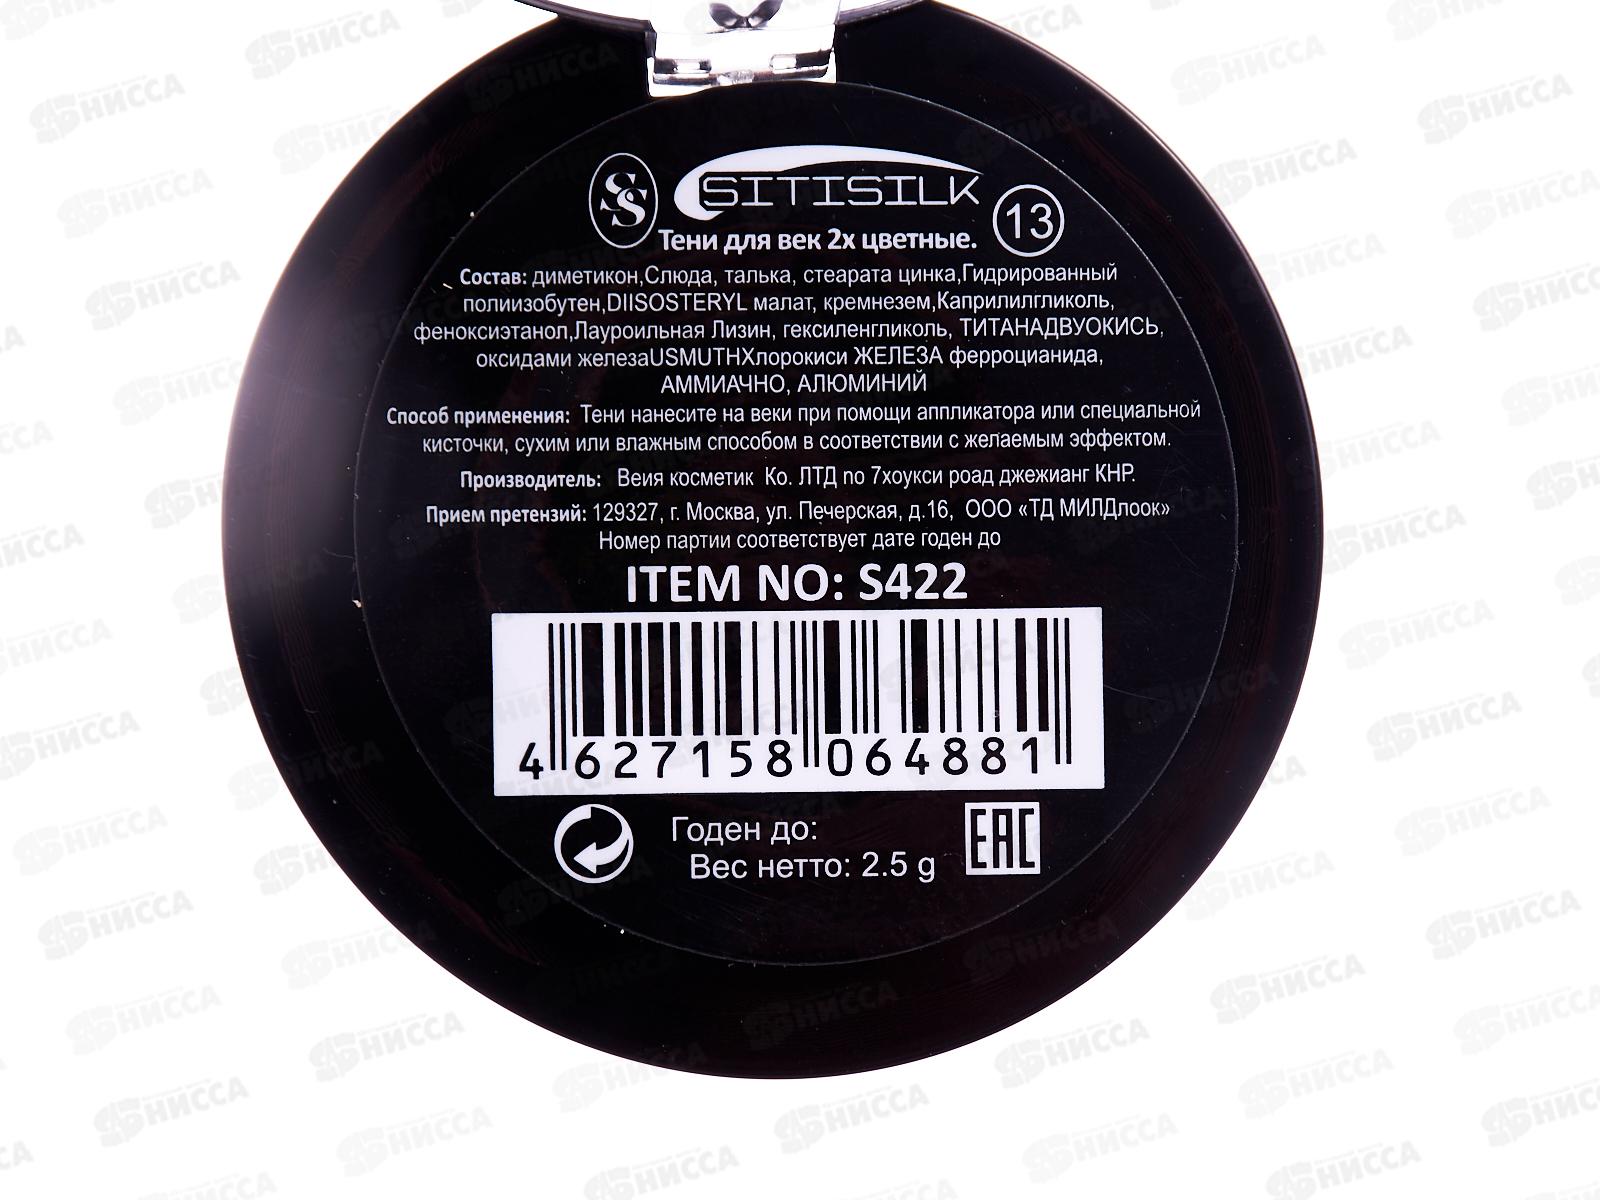 SS SITISILK 13
Тени для век 2х цветные.
Состав: диметикон,Слюда, талька, стеарата цинка,Гидрированный
полиизобутен,DIISOSTERYL малат, кремнезем,Каприлилгликоль,
феноксиэтанол,Лауроильная Лизин, гексиленгликоль, ТИТАНАДВУОКИСЬ,
оксидами железаUSMUTHХлорокиси ЖЕЛЕЗА ферроцианида,
АММИАЧНО, АЛЮМИНИЙ
Способ применения: Тени нанесите на веки при помощи аппликатора или специальной
кисточки, сухим или влажным способом в соответствии с желаемым эффектом.
Производитель: Веия косметик Ко. ЛТД no 7хоукси роад джежианг КНР.
Прием претензий: 129327, г. Москва, ул. Печерская, д.16, ООО «ТД МИЛДлоок»
Номер партии соответствует дате годен до
ITEM NO: S422
4 627158 064881
Годен до:
Вес нетто: 2.5 g
EAC
НИССА